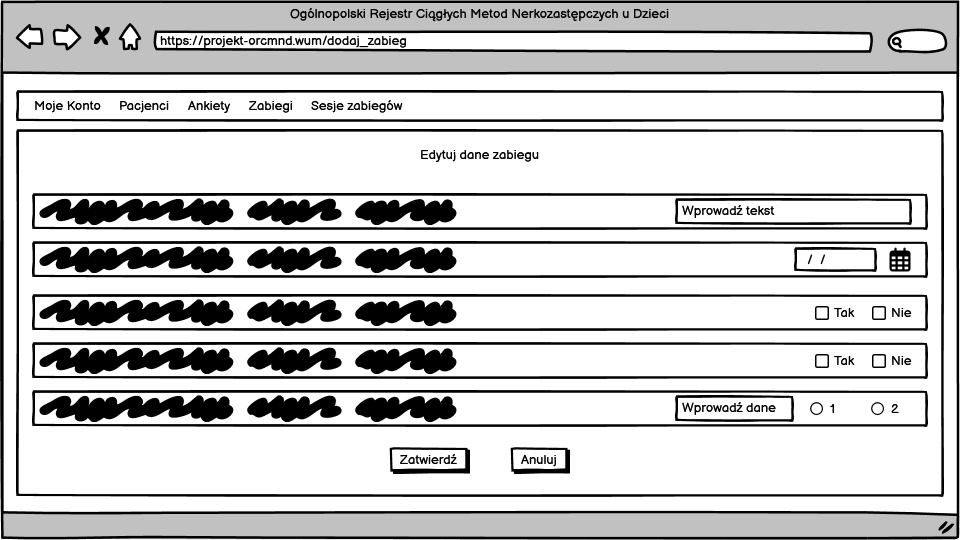 Ogólnopolski Rejestr Ciągłych Metod Nerkozastępczych u Dzieci
https://projekt-orcmnd.wum/dodaj_zabieg
Moje Konto Pacjenci Ankiety Zabiegi Sesje zabiegów
Edytuj dane zabiegu
Wprowadź tekst
/ /
Tak Nie
Tak Nie
Wprowadź dane 1 2
Zatwierdź Anuluj